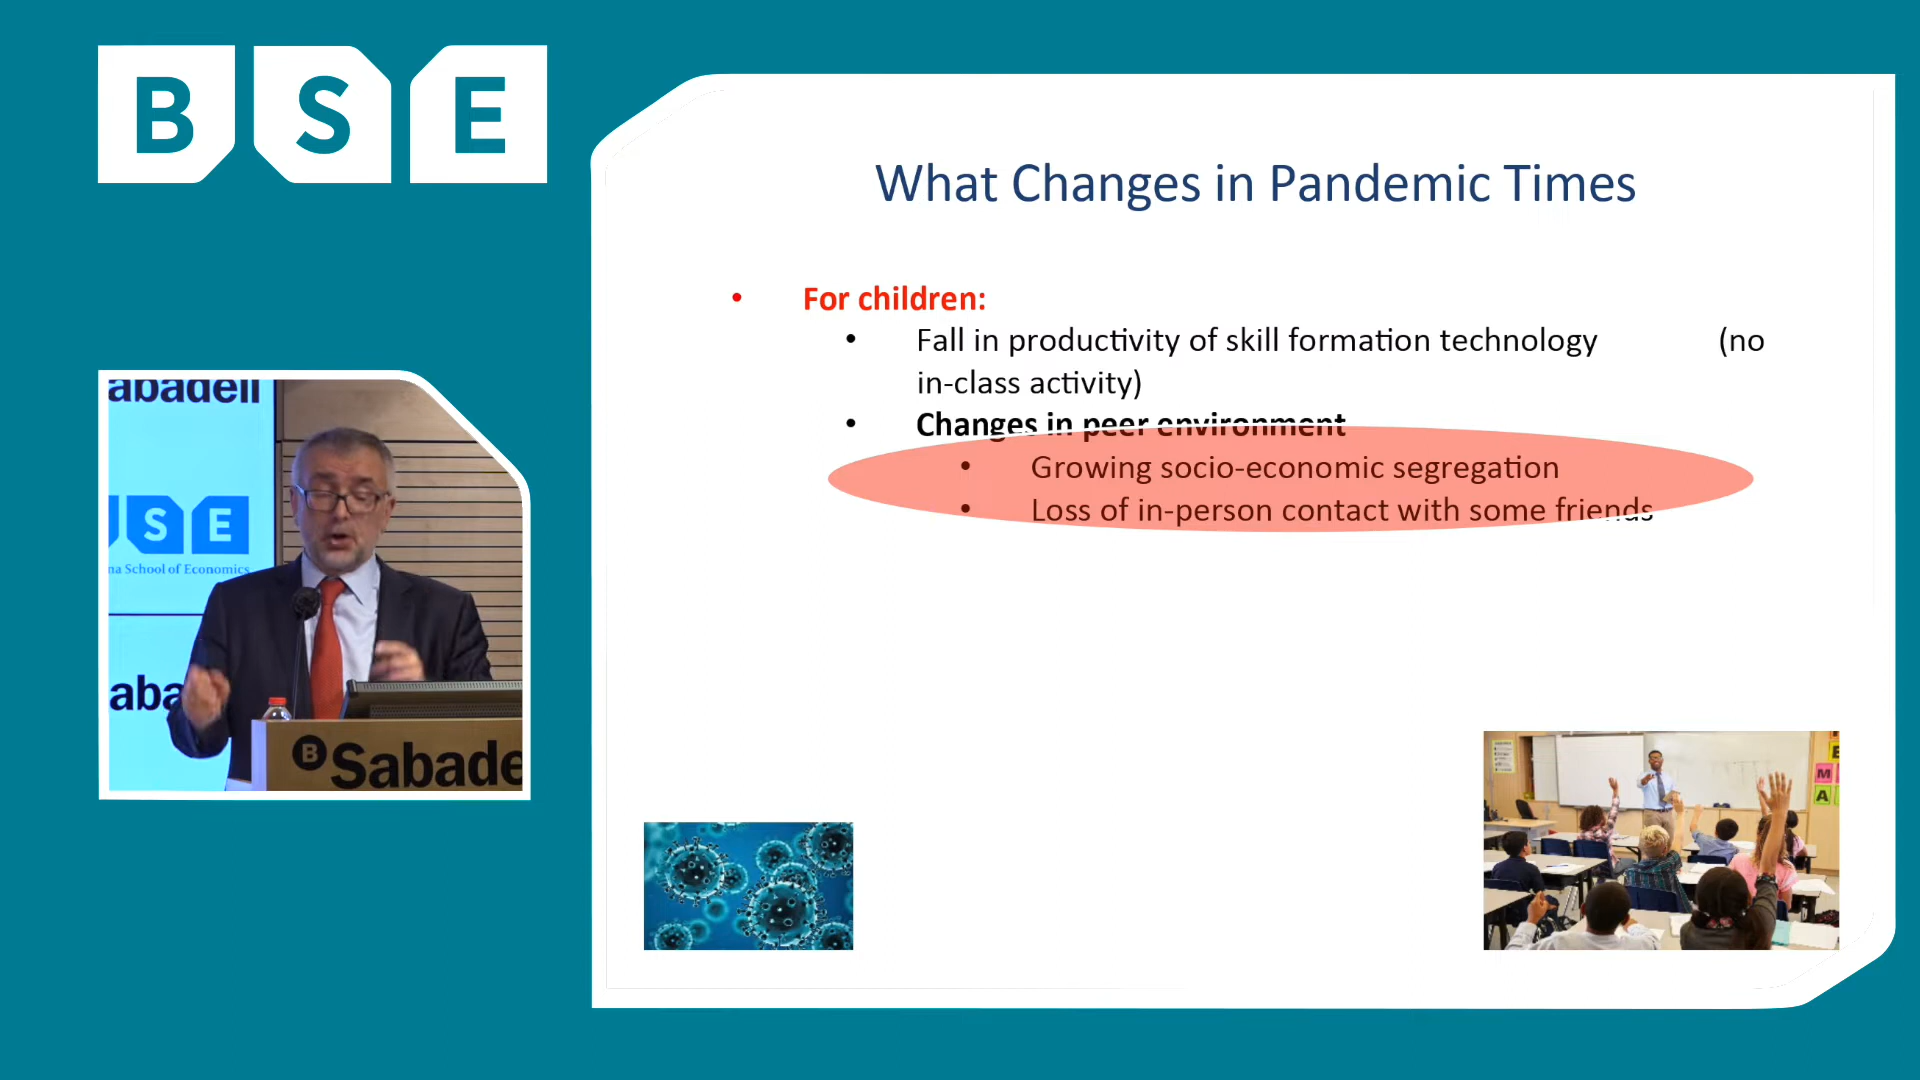 B S E
What Changes in Pandemic Times
• For children:
• Fall in productivity of skill formation technology (no
in-class activity)
• Changes in peer environment
• Growing socio-economic segregation
• Loss of in-person contact with some friends
abadell
S E
na School of Economics
aba
B Sabade
M
A